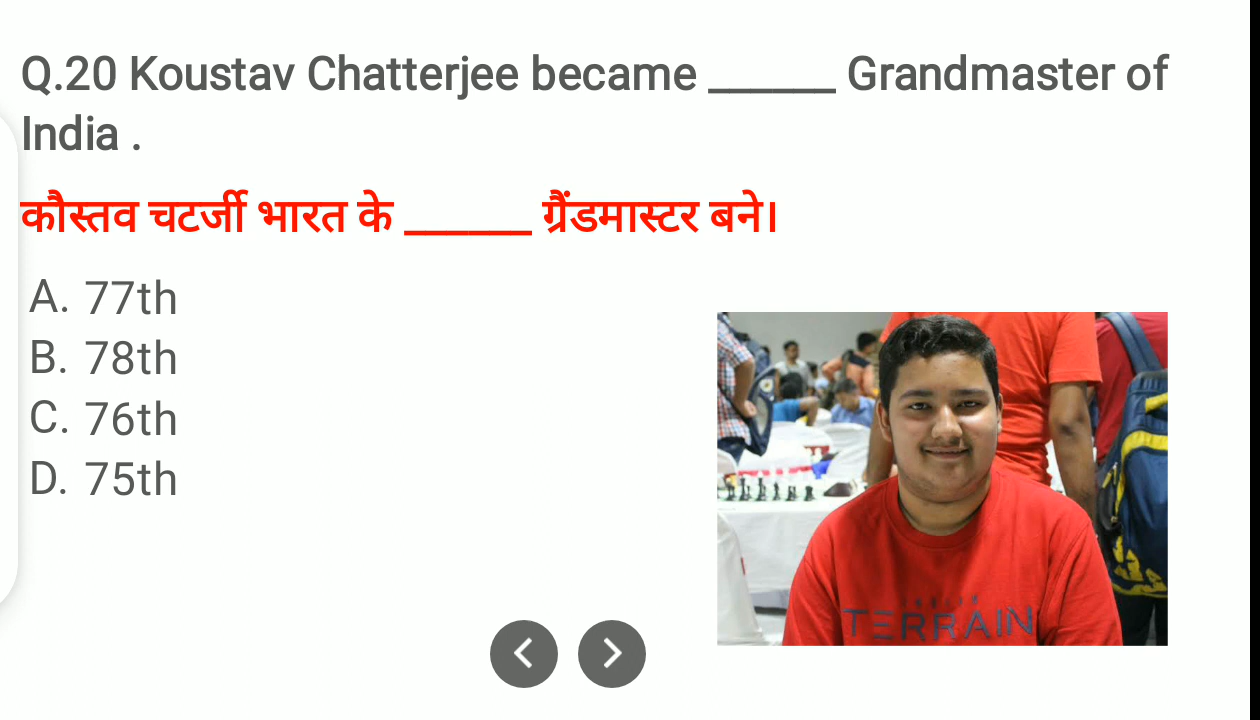 Q.20 Koustav Chatterjee became ______ Grandmaster of
India .
कौस्तव चटर्जी भारत के ______ ग्रैंडमास्टर बने।
A. 77th
B. 78th
C. 76th
D. 75th
TERRAIN